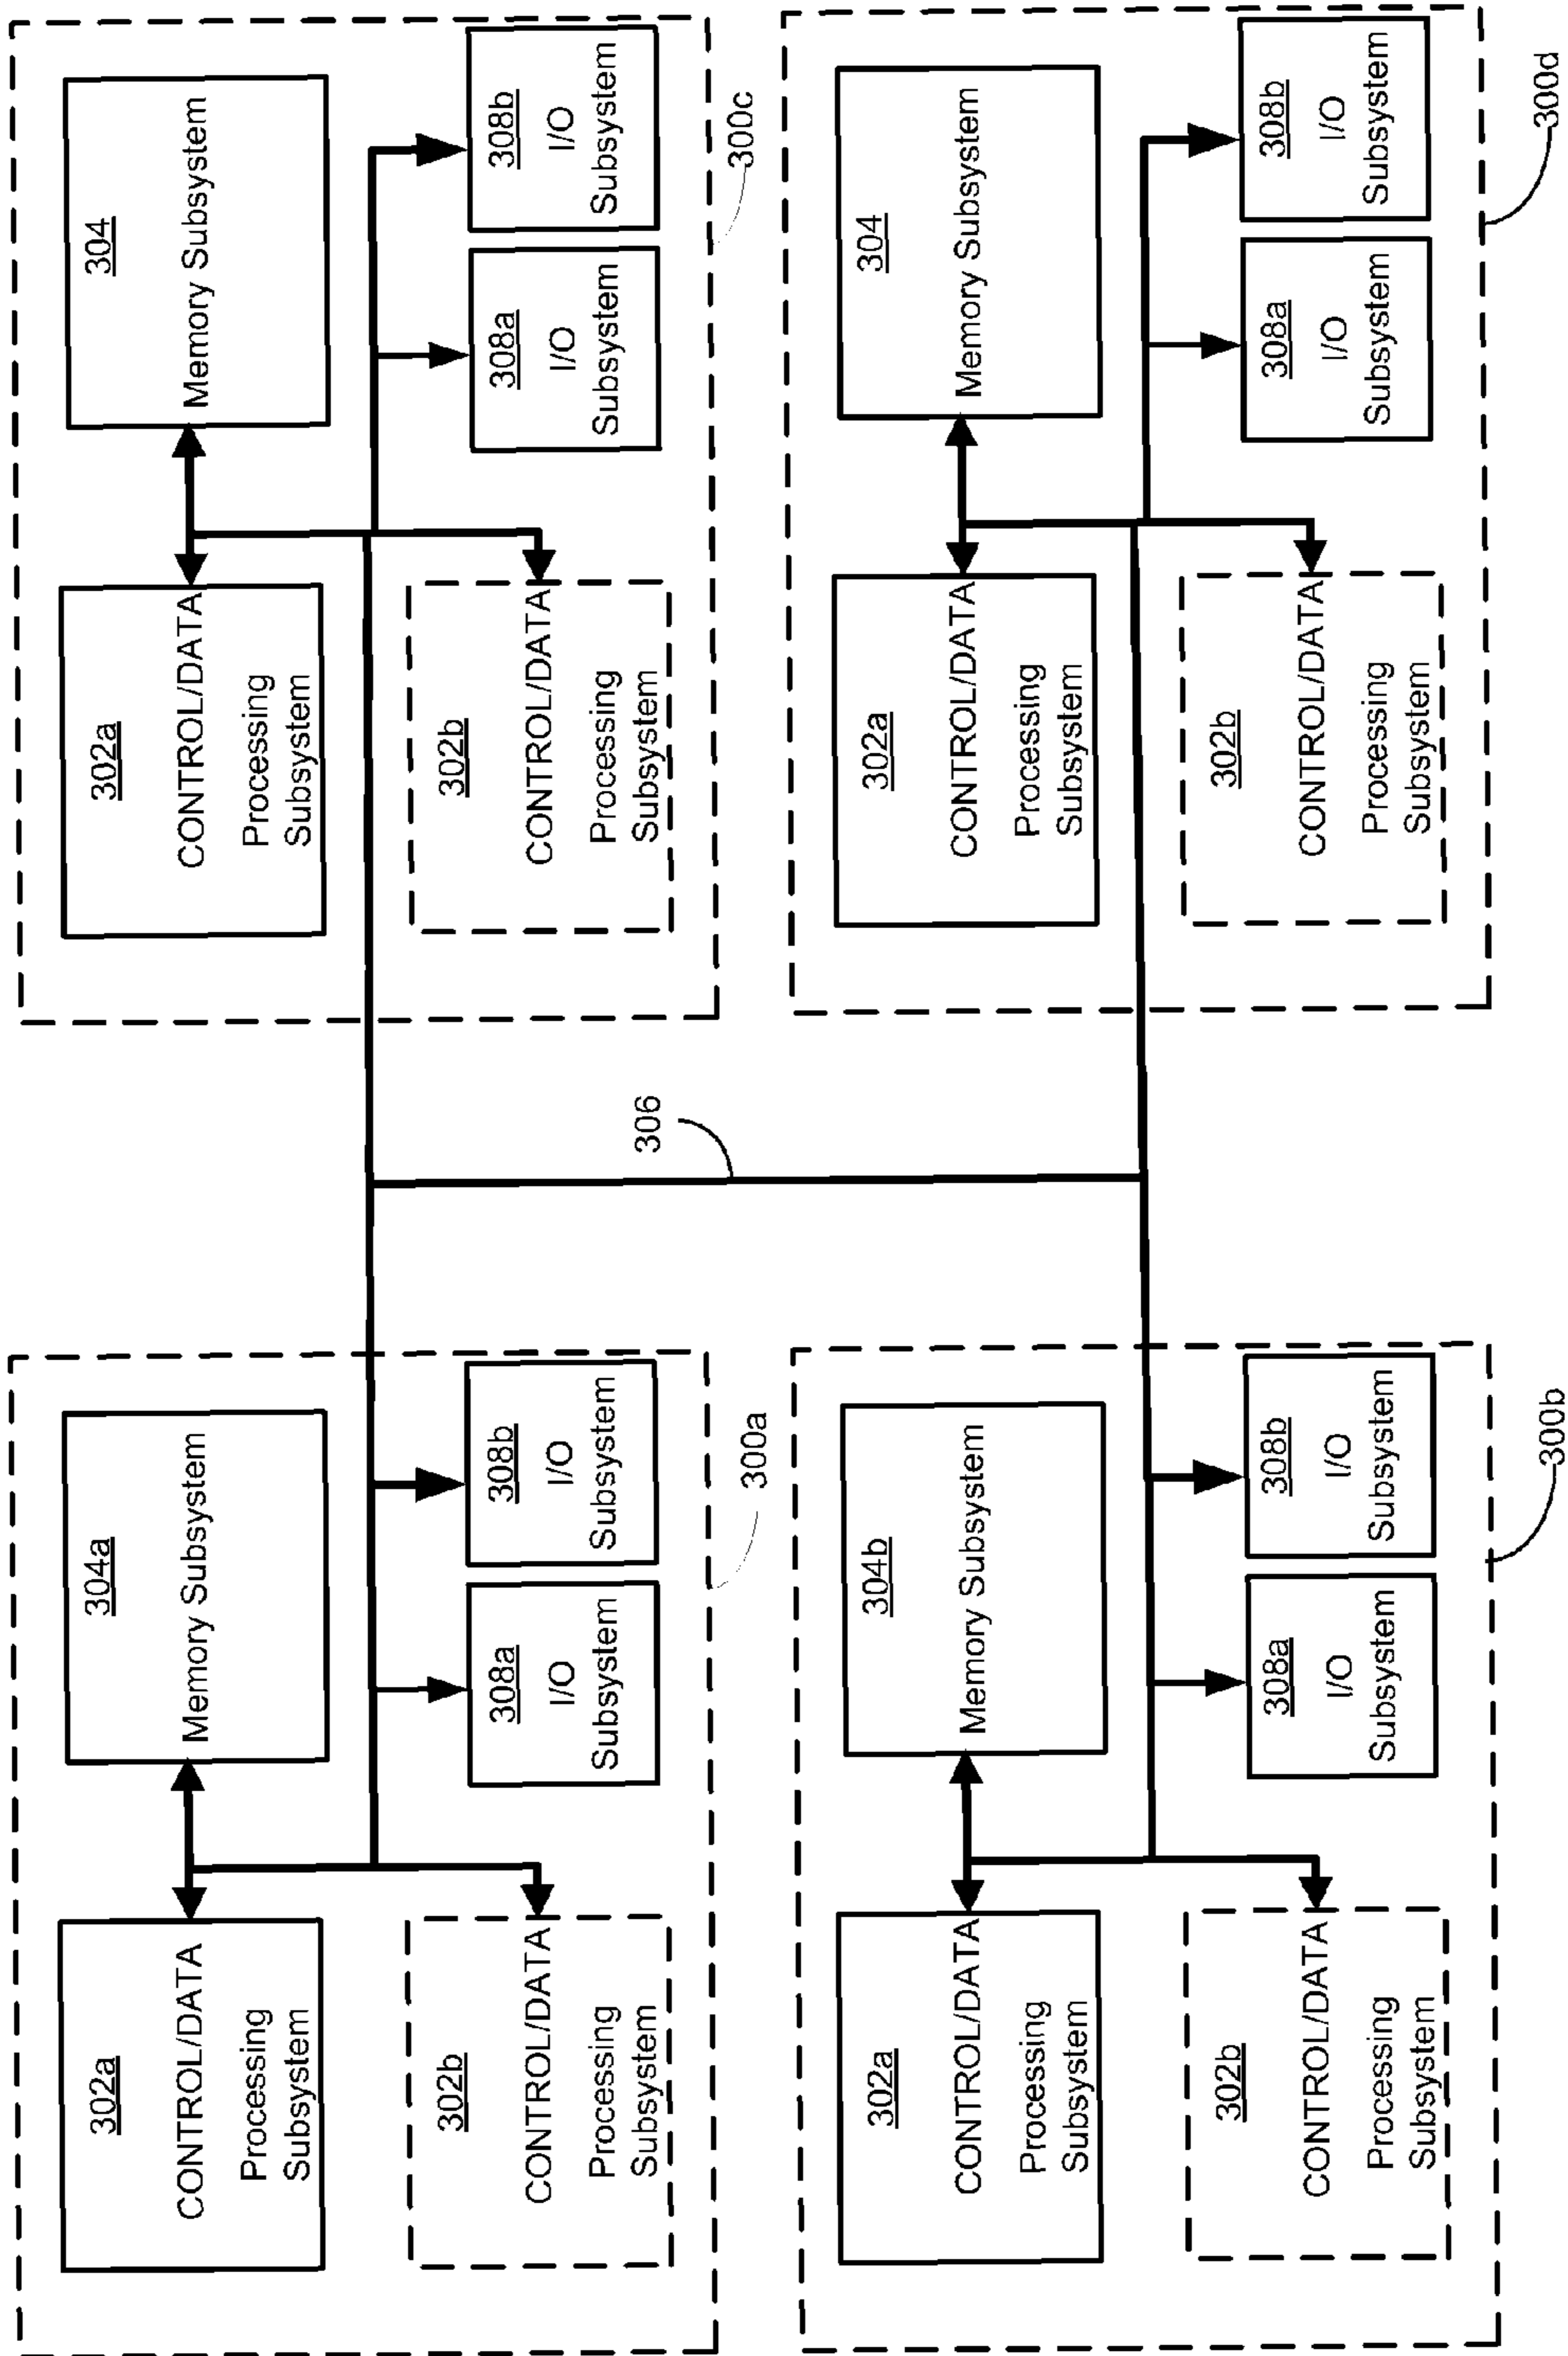 302a
CONTROL/DATA
Processing
Subsystem
304a
Memory Subsystem
302b
CONTROL/DATA
Processing
Subsystem
308a
I/O
Subsystem
308b
I/O
Subsystem
300a
302a
CONTROL/DATA
Processing
Subsystem
304
Memory Subsystem
302b
CONTROL/DATA
Processing
Subsystem
308a
I/O
Subsystem
308b
I/O
Subsystem
300c
306
302a
CONTROL/DATA
Processing
Subsystem
304b
Memory Subsystem
302b
CONTROL/DATA
Processing
Subsystem
308a
I/O
Subsystem
308b
I/O
Subsystem
300b
302a
CONTROL/DATA
Processing
Subsystem
304
Memory Subsystem
302b
CONTROL/DATA
Processing
Subsystem
308a
I/O
Subsystem
308b
I/O
Subsystem
300d